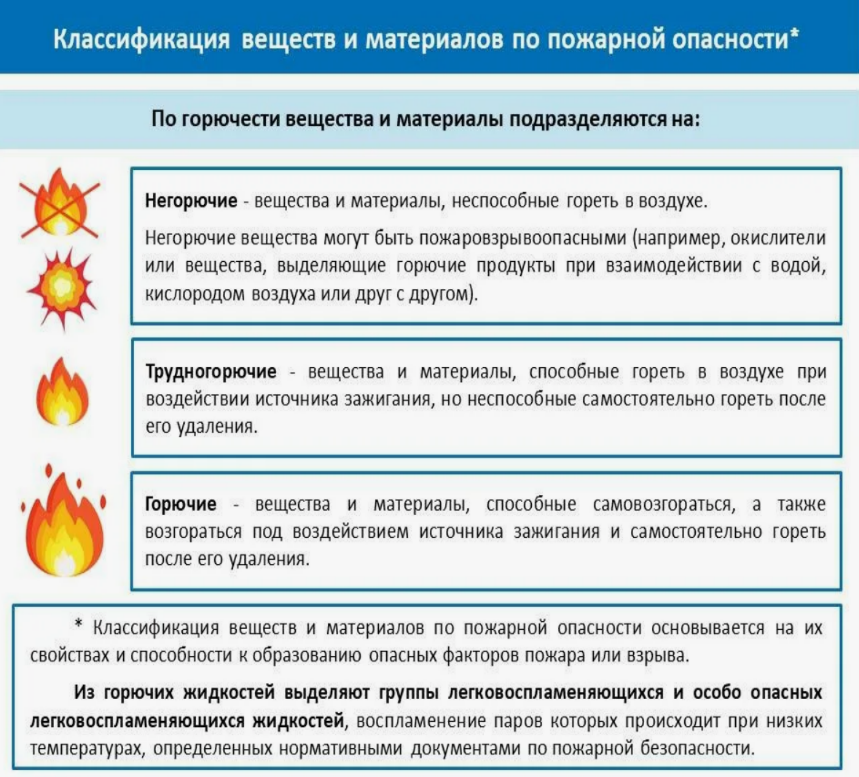 Классификация веществ и материалов по пожарной опасности*
По горючести вещества и материалы подразделяются на:
Негорючие - вещества и материалы, неспособные гореть в воздухе.
Негорючие вещества могут быть пожаровзрывоопасными (например, окислители
или вещества, выделяющие горючие продукты при взаимодействии с водой,
кислородом воздуха или друг с другом).
Трудногорючие - вещества и материалы, способные гореть в воздухе при
воздействии источника зажигания, но неспособные самостоятельно гореть после
его удаления.
Горючие - вещества и материалы, способные самовозгораться, а также
возгораться под воздействием источника зажигания и самостоятельно гореть
после его удаления.
* Классификация веществ и материалов по пожарной опасности основывается на их
свойствах и способности к образованию опасных факторов пожара или взрыва.
Из горючих жидкостей выделяют группы легковоспламеняющихся и особо опасных
легковоспламеняющихся жидкостей, воспламенение паров которых происходит при низких
температурах, определенных нормативными документами по пожарной безопасности.